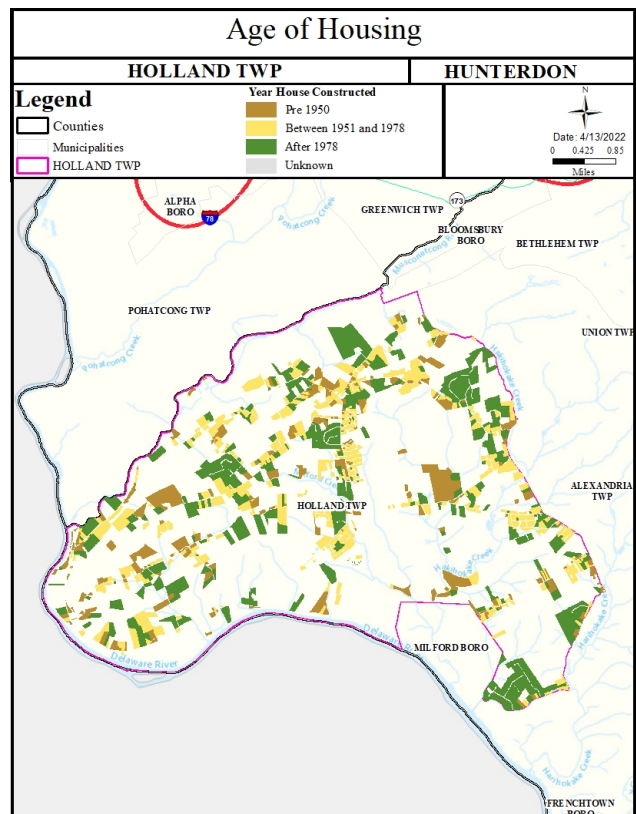 Age of Housing
HOLLAND TWP
HUNTERDON
Legend
Counties
Municipalities
HOLLAND TWP
Year House Constructed
Pre 1950
Between 1951 and 1978
After 1978
Unknown
N
Date: 4/13/2022
0 0.425 0.85
Miles
ALPHA
BORO
78
Pohatcong Creek
GREENWICH TWP
173
BLOOMSBURY
BORO
BETHLEHEM TWP
POHATCONG TWP
UNION TWP
Pohatcong Creek
Hakihokake Creek
ALEXANDRIA
TWP
HOLLAND TWP
Hakihokake Creek
MILFORD BORO
Delaware
Delaware River
Harihokake Creek
FRENCHTOWN
BORO